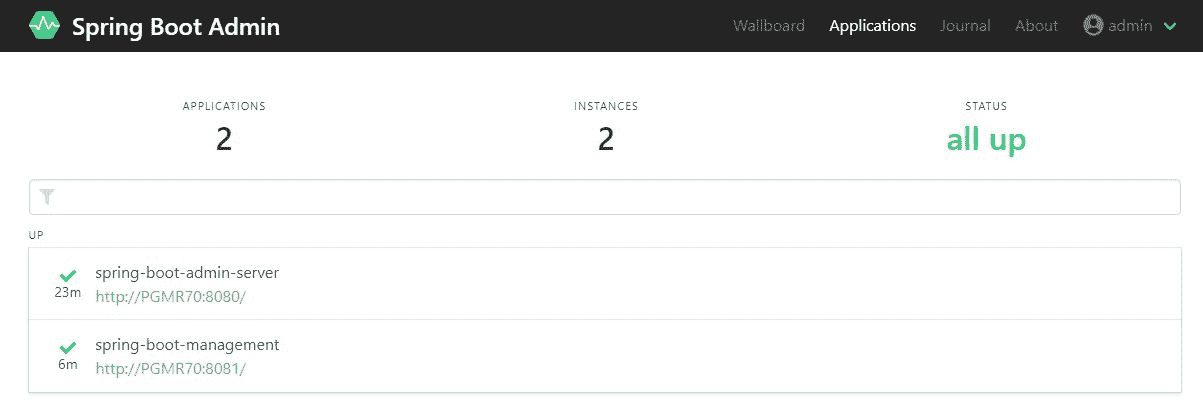 Spring Boot Admin Wallboard Applications Journal About admin
APPLICATIONS INSTANCES STATUS
2 2 all up
UP
spring-boot-admin-server
23m http://PGMR70:8080/
spring-boot-management
6m http://PGMR70:8081/